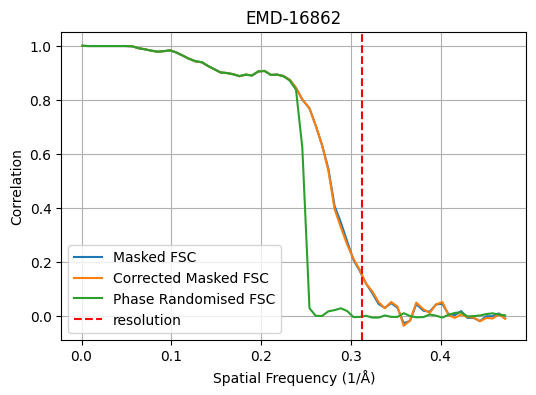 EMD-16862
1.0
0.8
0.6
0.4
0.2
0.0
Correlation
Masked FSC
Corrected Masked FSC
Phase Randomised FSC
resolution
0.0 0.1 0.2 0.3 0.4
Spatial Frequency (1/Å)